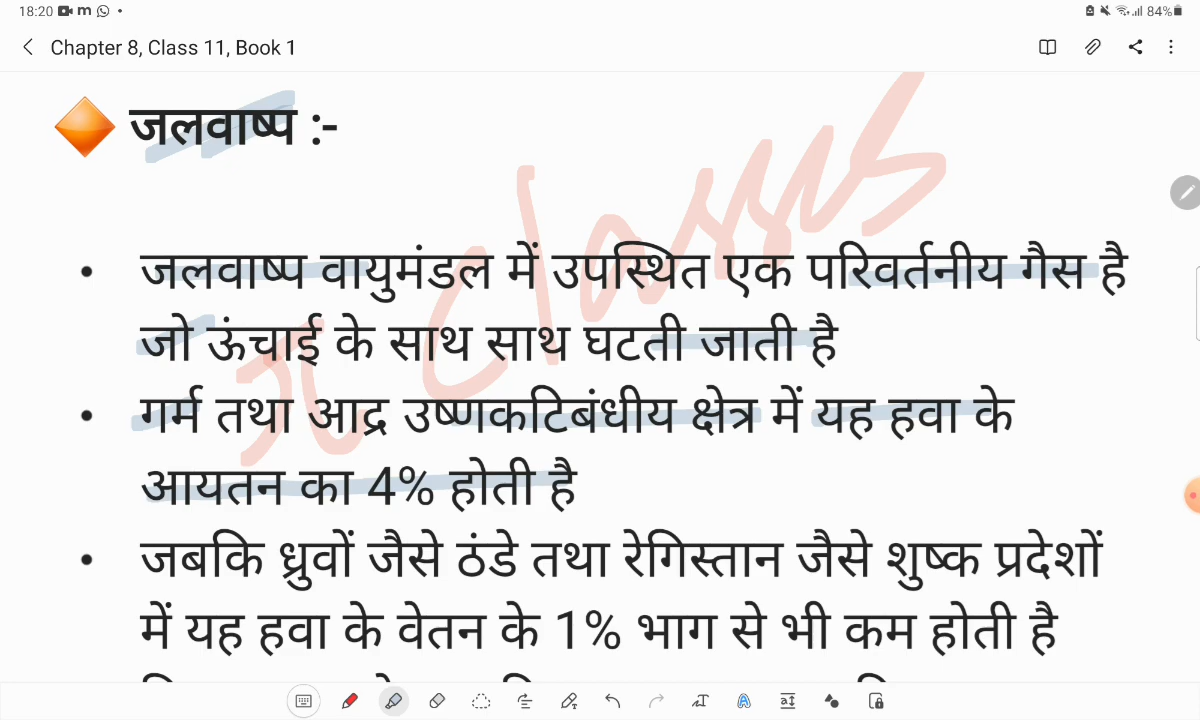 18:20 m 84%
Chapter 8, Class 11, Book 1
जलवाष्प :-
• जलवाष्प वायुमंडल में उपस्थित एक परिवर्तनीय गैस है
जो ऊंचाई के साथ साथ घटती जाती है
• गर्म तथा आद्र उष्णकटिबंधीय क्षेत्र में यह हवा के
आयतन का 4% होती है
• जबकि ध्रुवों जैसे ठंडे तथा रेगिस्तान जैसे शुष्क प्रदेशों
में यह हवा के वेतन के 1% भाग से भी कम होती है